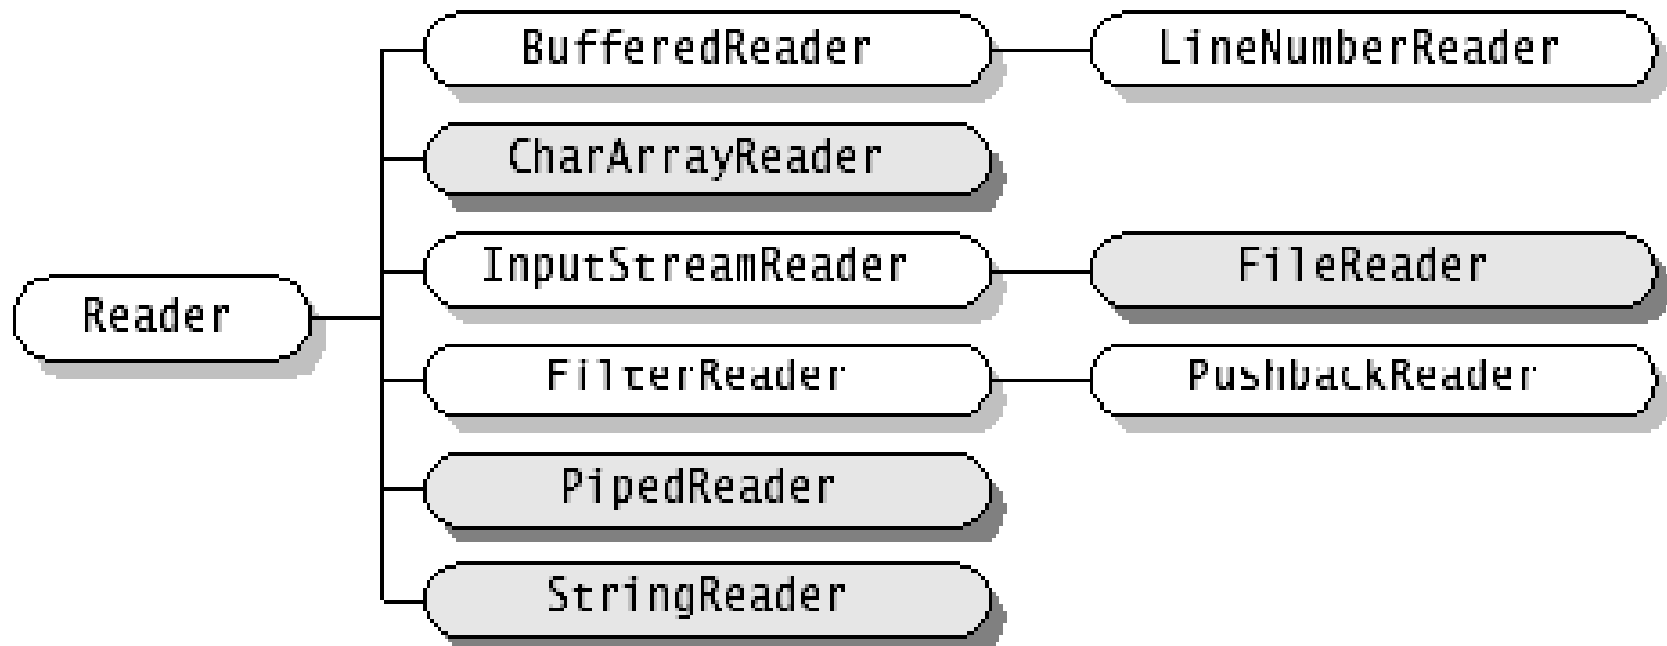 BufferedReader
LineNumberReader
CharArrayReader
InputStreamReader
FileReader
Reader
FilterReader
PushbackReader
PipedReader
StringReader